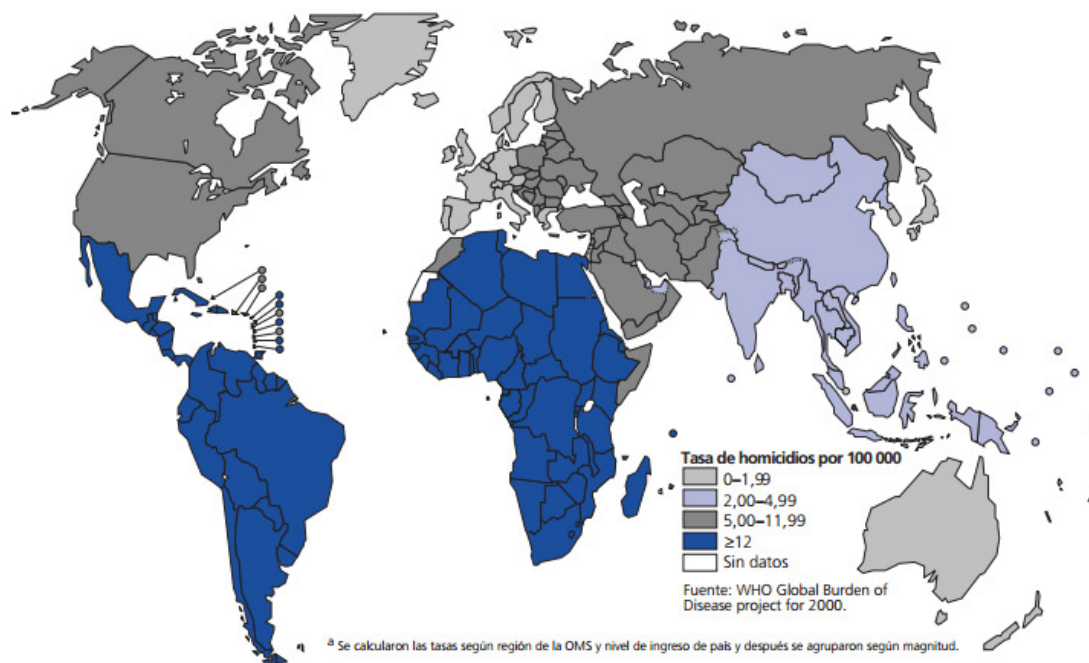 Tasa de homicidios por 100 000
0–1,99
2,00–4,99
5,00–11,99
≥12
Sin datos
Fuente: WHO Global Burden of
Disease project for 2000.
a Se calcularon las tasas según región de la OMS y nivel de ingreso de país y después se agruparon según magnitud.